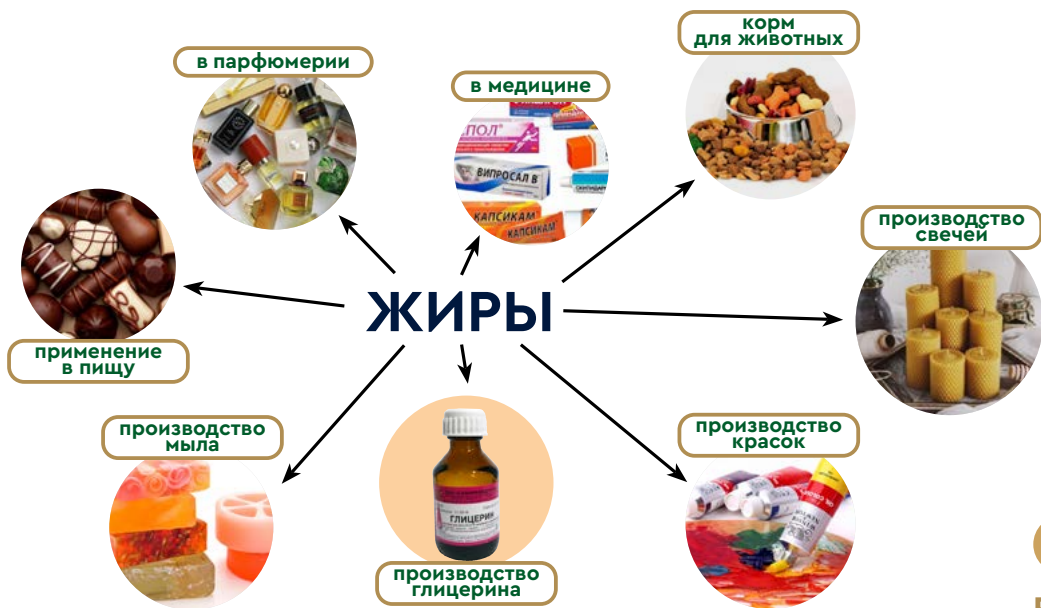 корм
для животных
в парфюмерии
в медицине
ПОЛ®
ВИПРОСАЛ В
КАПСИКАМ
КАПСИКАМ
производство
свечей
ЖИРЫ
применение
в пищу
производство
мыла
производство
красок
ГЛИЦЕРИН
производство
глицерина